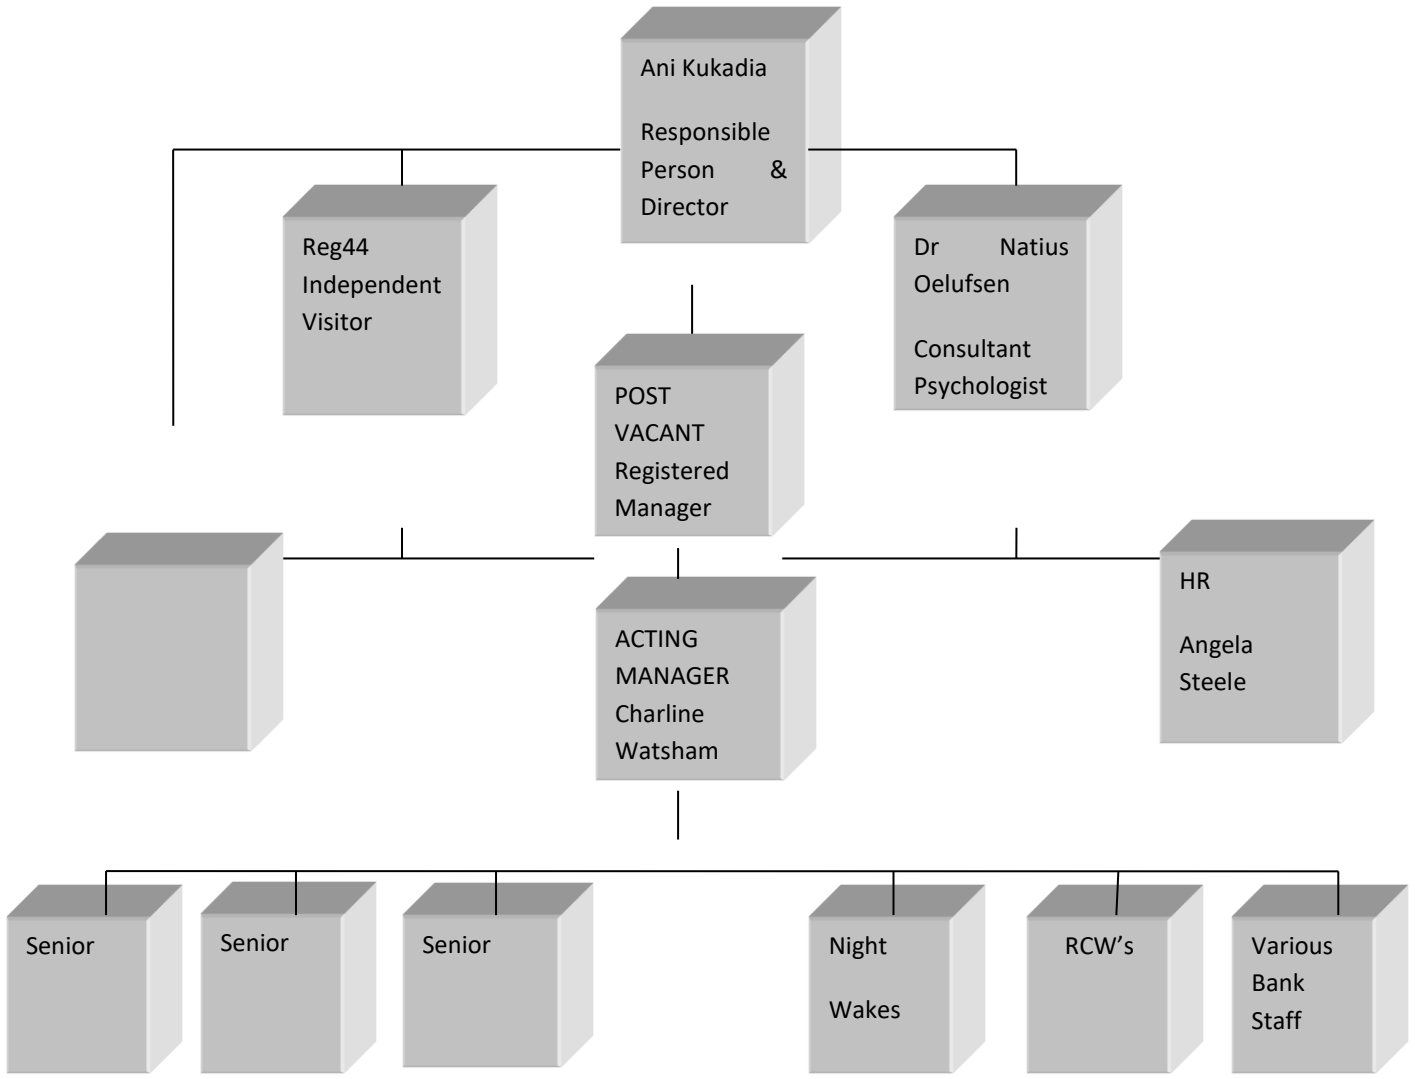 Ani Kukadia
Responsible
Person &
Director
Reg44
Independent
Visitor
Dr Natius
Oelufsen
Consultant
Psychologist
POST
VACANT
Registered
Manager
ACTING
MANAGER
Charline
Watsham
HR
Angela
Steele
Senior
Senior
Senior
Night
Wakes
RCW’s
Various
Bank
Staff